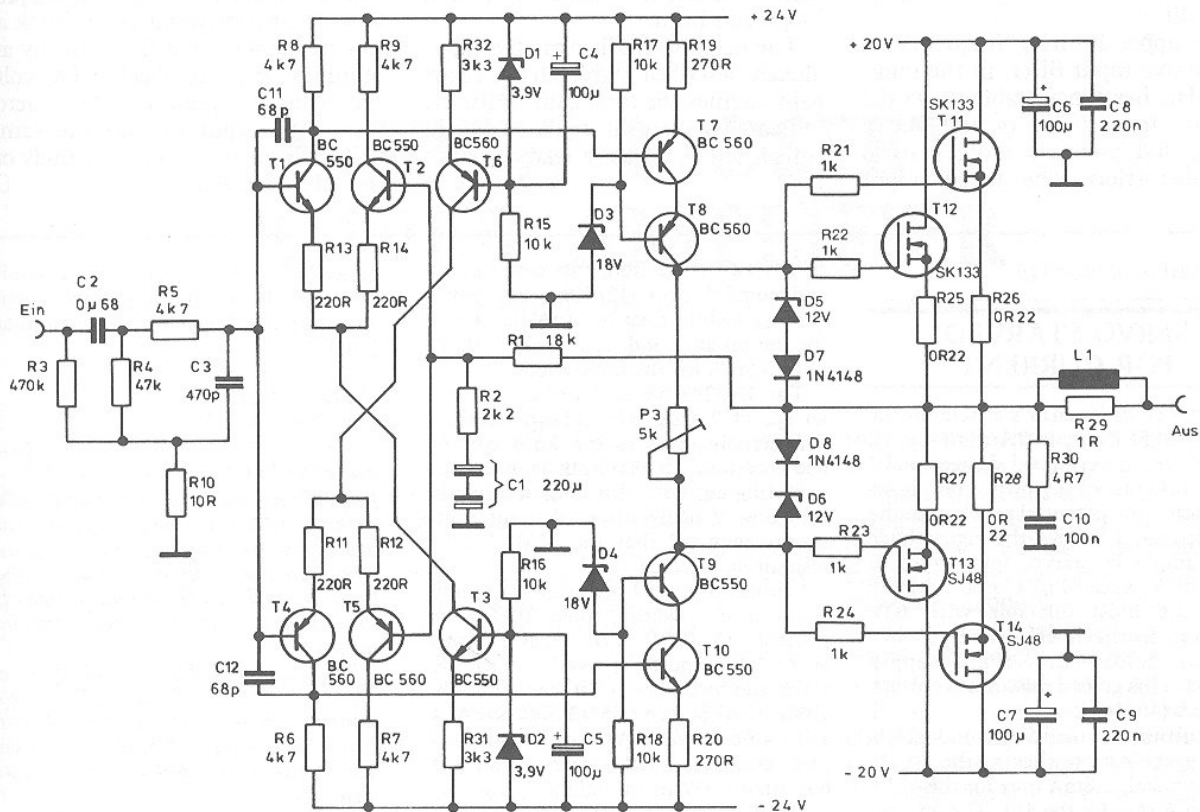 + 24V
R8
4k7
R9
4k7
R32
3k3
D1
3,9V
C4
100µ
R17
10k
R19
270R
+ 20V
C11
68p
SK133
T11
C6
100µ
C8
220n
T1
BC
550
BC550
T2
BC560
T6
T7
BC 560
R21
1k
R15
10k
D3
18V
T8
BC560
T12
R22
1k
SK133
R13
220R
R14
220R
C2
0µ68
R5
4k7
Ein
R3
470k
R4
47k
C3
470p
R1
18k
D5
12V
D7
1N4148
R25
0R22
R26
0R22
L1
R2
2k2
P3
5k
R29
1R
Aus
C1
220µ
D8
1N4148
D6
12V
R30
4R7
R27
0R22
R28
0R
22
C10
100n
R10
10R
R11
220R
R12
220R
R16
10k
D4
18V
T9
BC550
R23
1k
T13
SJ48
T4
T5
T3
BC
560
BC 560
BC550
T10
BC550
R24
1k
T14
SJ48
C12
68p
R6
4k7
R7
4k7
R31
3k3
D2
3,9V
C5
100µ
R18
10k
R20
270R
C7
100µ
C9
220n
- 20V
- 24V